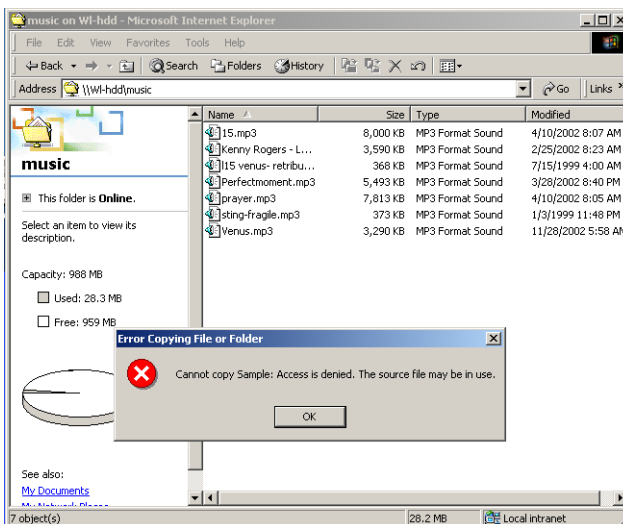 music on Wl-hdd - Microsoft Internet Explorer
File Edit View Favorites Tools Help
Back Search Folders History
Address \\Wl-hdd\music Go Links »
Name Size Type Modified
15.mp3 8,000 KB MP3 Format Sound 4/10/2002 8:07 AM
Kenny Rogers - L... 3,590 KB MP3 Format Sound 2/25/2002 8:23 AM
l15 venus- retribu... 368 KB MP3 Format Sound 7/15/1999 4:00 AM
Perfectmoment.mp3 5,493 KB MP3 Format Sound 3/28/2002 8:40 PM
prayer.mp3 7,813 KB MP3 Format Sound 4/10/2002 8:05 AM
sting-fragile.mp3 373 KB MP3 Format Sound 1/3/1999 11:48 PM
Venus.mp3 3,290 KB MP3 Format Sound 11/28/2002 5:58 AM
music
This folder is Online.
Select an item to view its
description.
Capacity: 988 MB
Used: 28.3 MB
Free: 959 MB
Error Copying File or Folder
Cannot copy Sample: Access is denied. The source file may be in use.
OK
See also:
My Documents
My Network Places
7 object(s) 28.2 MB Local intranet